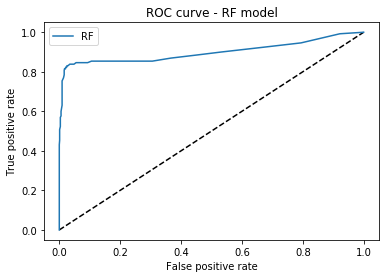 ROC curve - RF model
RF
True positive rate
1.0
0.8
0.6
0.4
0.2
0.0
0.0 0.2 0.4 0.6 0.8 1.0
False positive rate